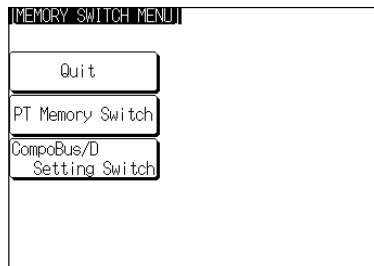 [MEMORY SWITCH MENU]
Quit
PT Memory Switch
CompoBus/D
Setting Switch